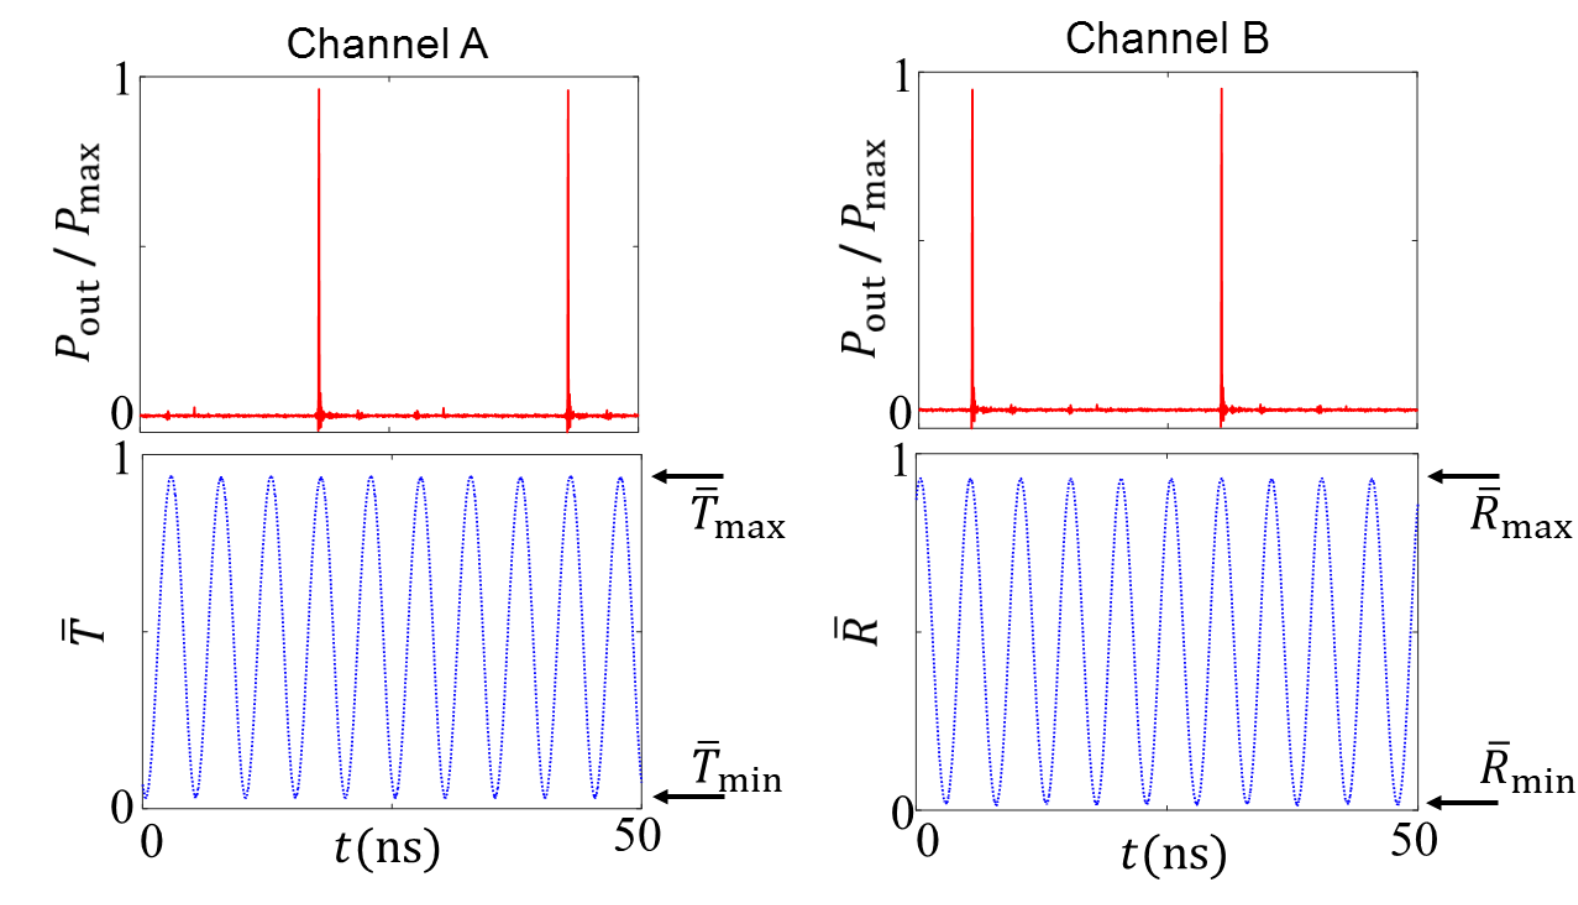 Channel A
Channel B
1
P_out / P_max
0
1
P_out / P_max
0
1
T̿
0
0
50
t(ns)
T̿_max
T̿_min
1
R̿
0
0
50
t(ns)
R̿_max
R̿_min